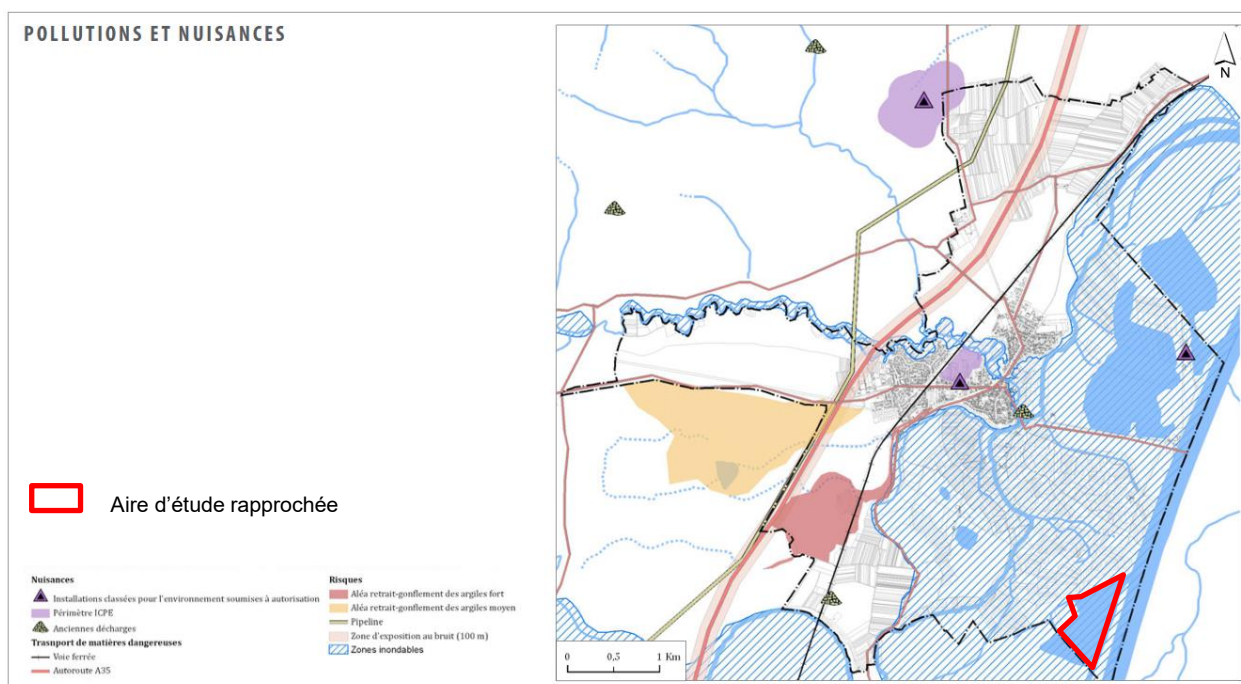 POLLUTIONS ET NUISANCES
N
Aire d'étude rapprochée
Nuisances
Installations classées pour l'environnement soumises à autorisation
Périmètre ICPE
Anciennes décharges
Transport de matières dangereuses
Voie ferrée
Autoroute A35
Risques
Aléa retrait-gonflement des argiles fort
Aléa retrait-gonflement des argiles moyen
Pipeline
Zone d'exposition au bruit (100 m)
Zones inondables
0 0,5 1 Km